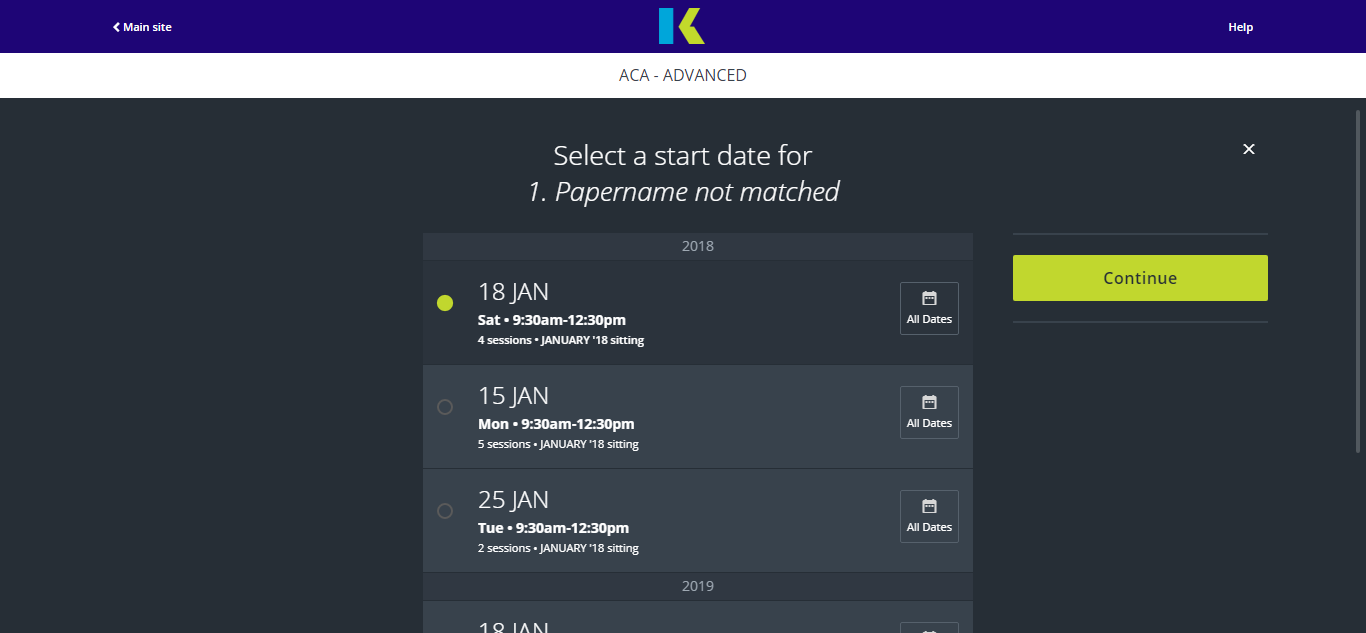 Main site
Help
ACA - ADVANCED
Select a start date for
1. Papername not matched
2018
18 JAN
Sat • 9:30am-12:30pm
4 sessions • JANUARY '18 sitting
All Dates
Continue
15 JAN
Mon • 9:30am-12:30pm
5 sessions • JANUARY '18 sitting
All Dates
25 JAN
Tue • 9:30am-12:30pm
2 sessions • JANUARY '18 sitting
All Dates
2019
18 JAN